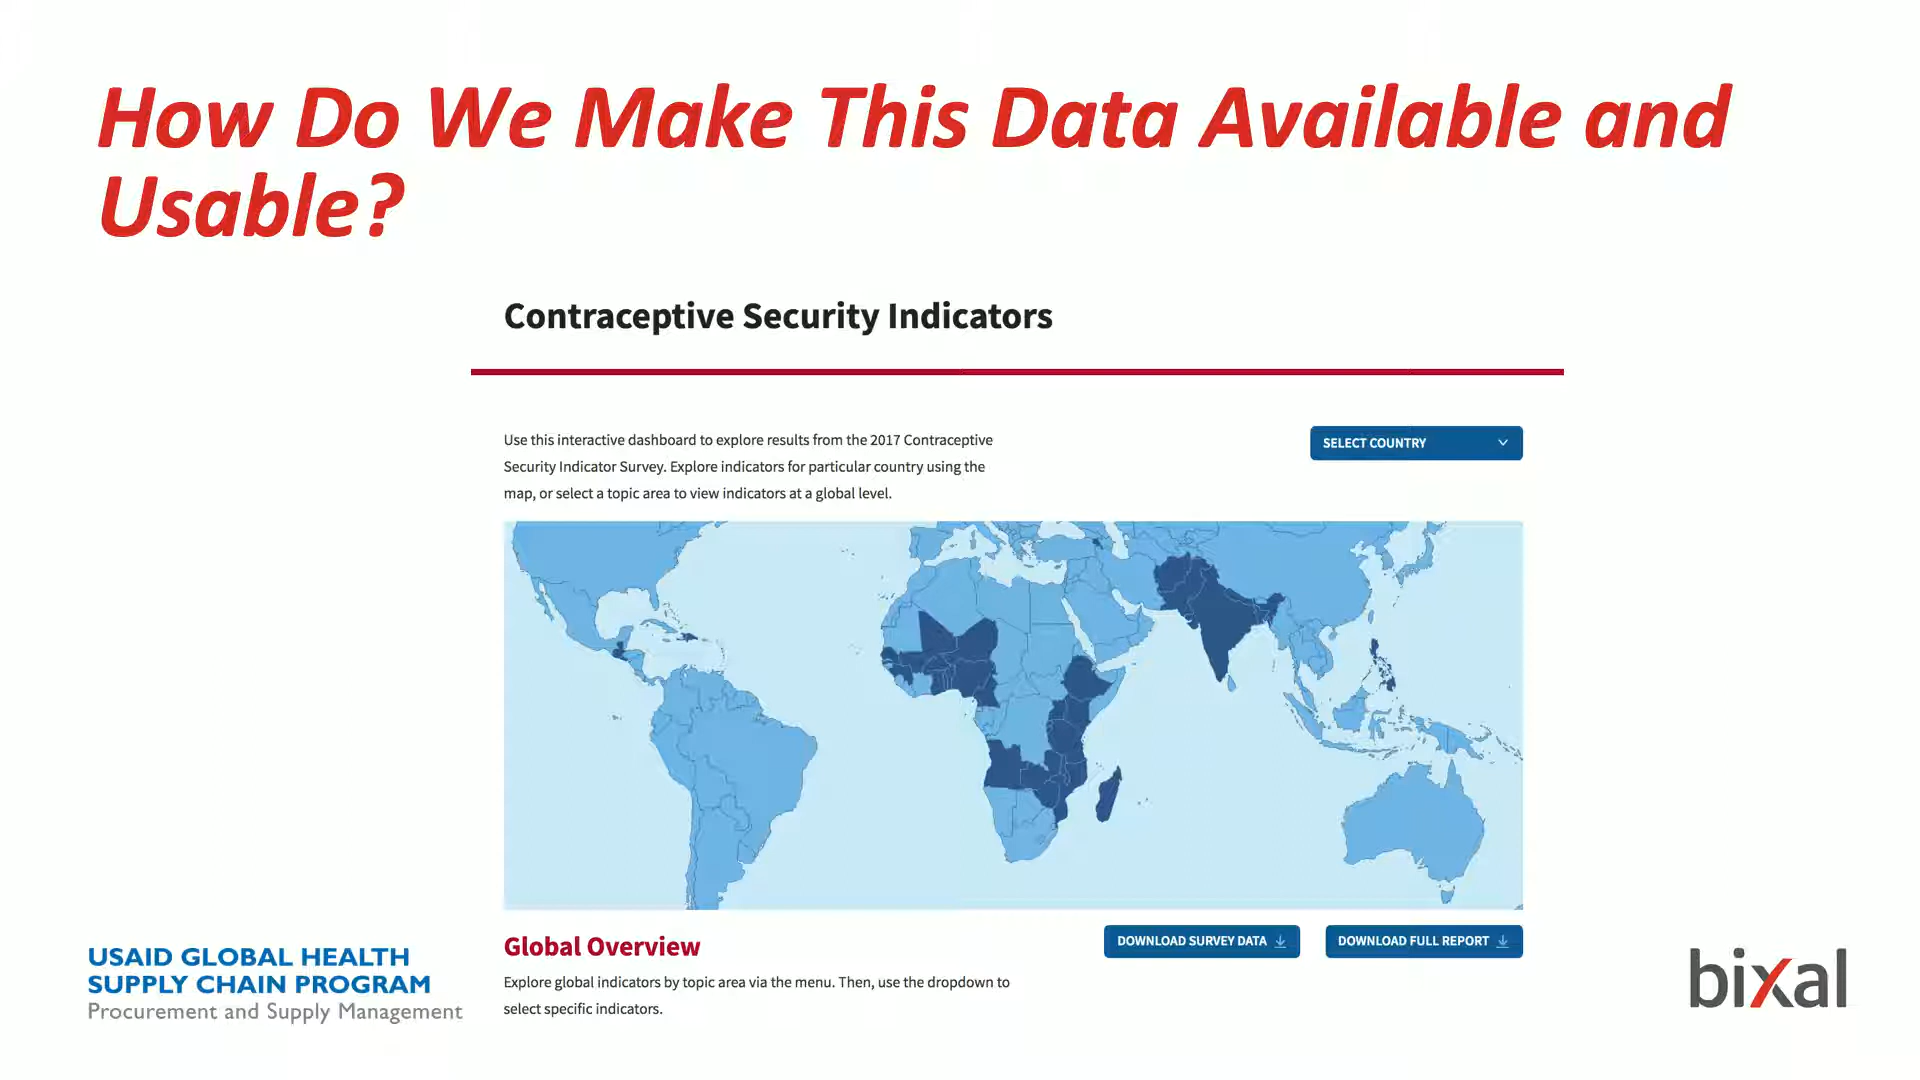 How Do We Make This Data Available and
Usable?
Contraceptive Security Indicators
Use this interactive dashboard to explore results from the 2017 Contraceptive
Security Indicator Survey. Explore indicators for particular country using the
map, or select a topic area to view indicators at a global level.
SELECT COUNTRY
Global Overview
DOWNLOAD SURVEY DATA
DOWNLOAD FULL REPORT
Explore global indicators by topic area via the menu. Then, use the dropdown to
select specific indicators.
USAID GLOBAL HEALTH
SUPPLY CHAIN PROGRAM
Procurement and Supply Management
bixal